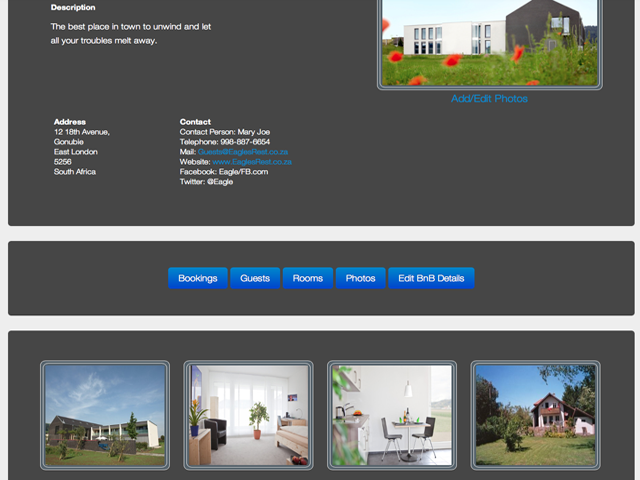 Description
The best place in town to unwind and let
all your troubles melt away.
Add/Edit Photos
Address
12 18th Avenue,
Gonubie
East London
5256
South Africa
Contact
Contact Person: Mary Joe
Telephone: 998-887-6654
Mail: Guests@EaglesRest.co.za
Website: www.EaglesRest.co.za
Facebook: Eagle/FB.com
Twitter: @Eagle
Bookings
Guests
Rooms
Photos
Edit BnB Details